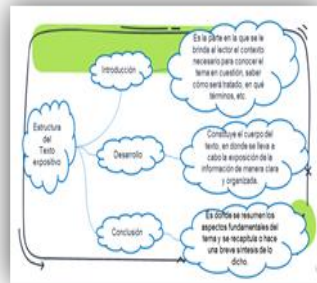 Es la parte en la que se le
brinda al lector el contexto
necesario para conocer el
tema en cuestión, saber
cómo será tratado, en qué
términos, etc.
Introducción
Estructura
del
Texto
expositivo
Constituye el cuerpo del
texto, en donde se lleva a
cabo la exposición de la
información de manera clara
y organizada.
Desarrollo
Es donde se resumen los
aspectos fundamentales del
tema y se recapitula o hace
una breve síntesis de lo
dicho.
Conclusión